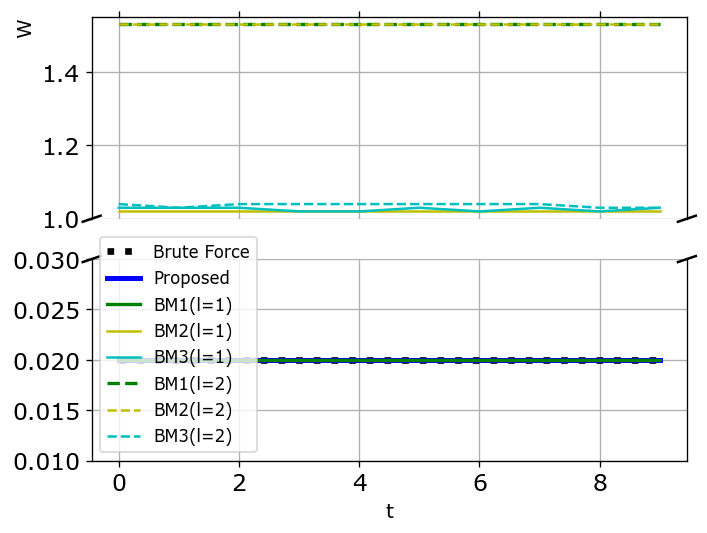 W
1.4
1.2
1.0
0.030
0.025
0.020
0.015
0.010
Brute Force
Proposed
BM1(l=1)
BM2(l=1)
BM3(l=1)
BM1(l=2)
BM2(l=2)
BM3(l=2)
0 2 4 6 8
t